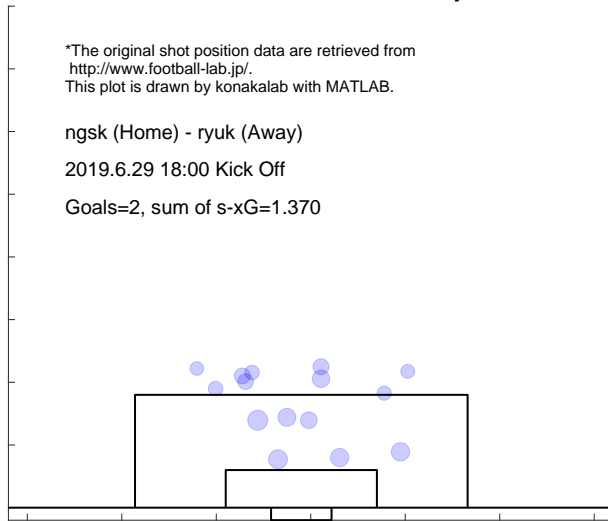 *The original shot position data are retrieved from
http://www.football-lab.jp/.
This plot is drawn by konakalab with MATLAB.
ngsk (Home) - ryuk (Away)
2019.6.29 18:00 Kick Off
Goals=2, sum of s-xG=1.370